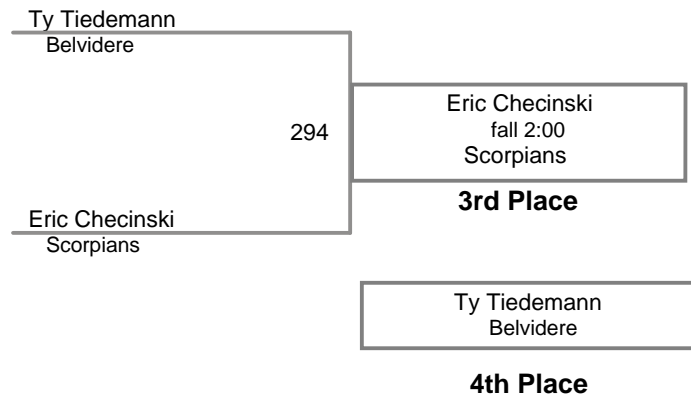 Ty Tiedemann
Belvidere
294
Eric Checinski
fall 2:00
Scorpians
3rd Place
Eric Checinski
Scorpians
Ty Tiedemann
Belvidere
4th Place